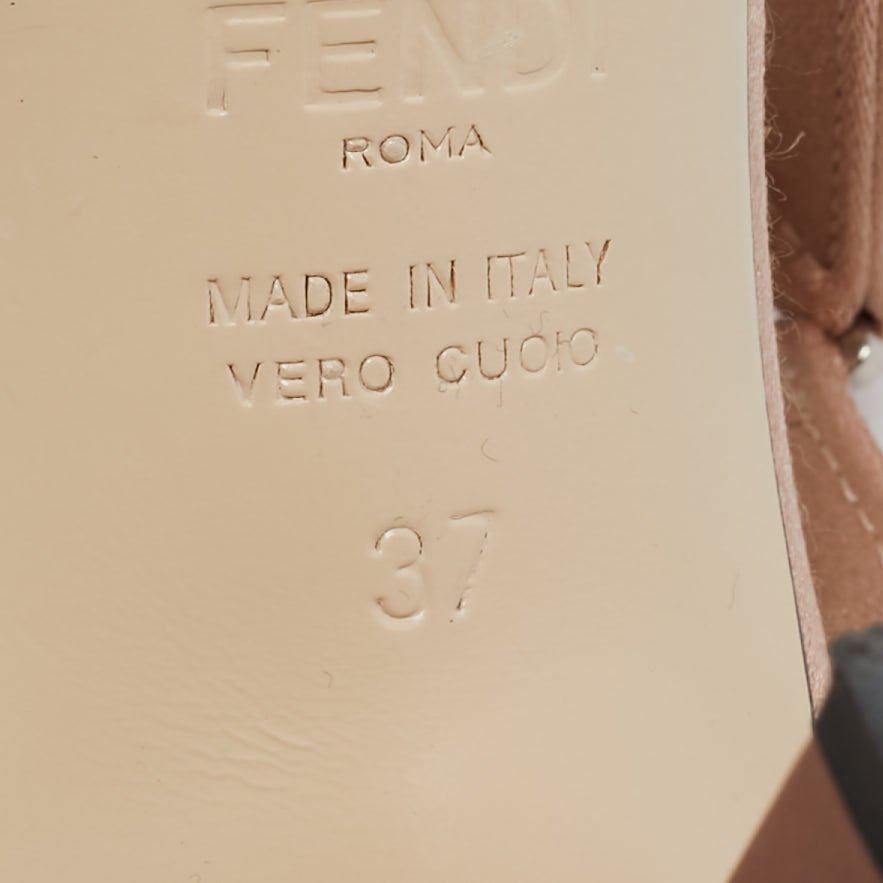 FENDI
ROMA
MADE IN ITALY
VERO CUOIO
37